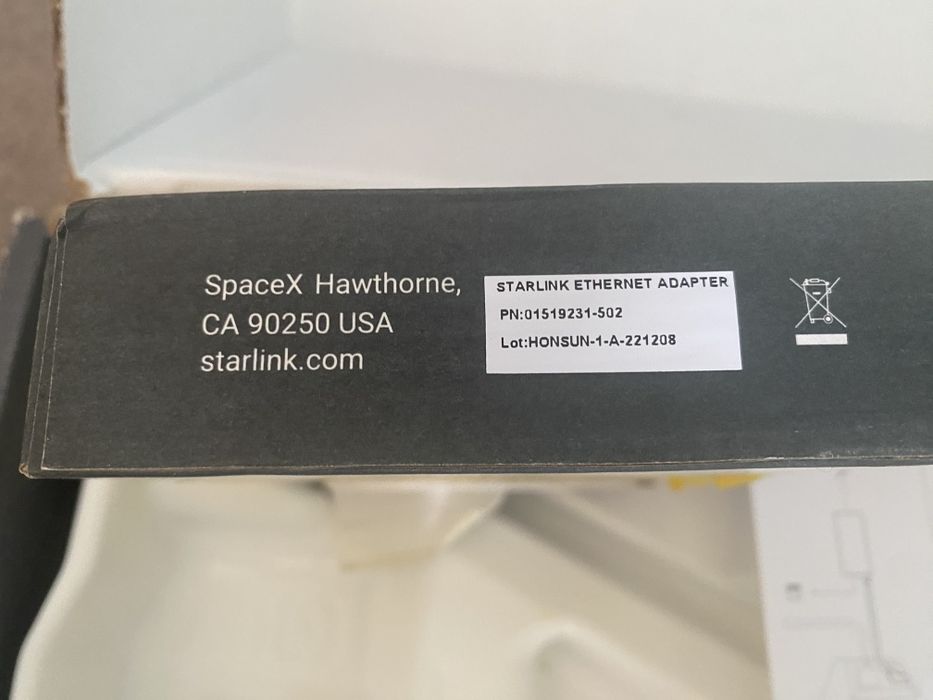 SpaceX Hawthorne,
CA 90250 USA
starlink.com
STARLINK ETHERNET ADAPTER
PN:01519231-502
Lot:HONSUN-1-A-221208